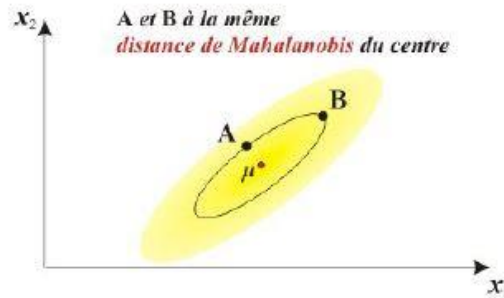 x₂
A et B à la même
distance de Mahalanobis du centre
B
A
μ
x